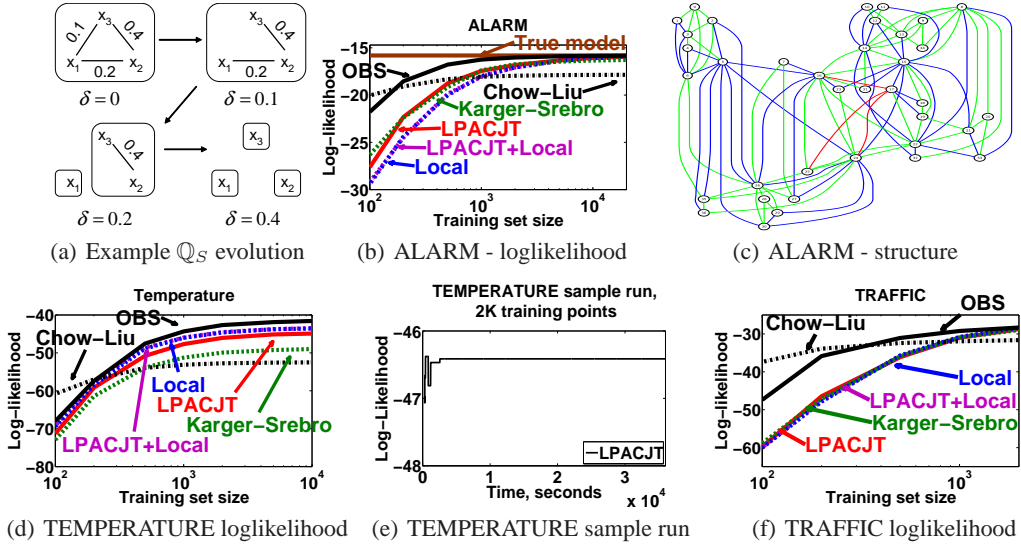 x₃
0.1 0.4
x₁ 0.2 x₂
δ = 0
x₃
0.4
x₁ 0.2 x₂
δ = 0.1
x₃
0.4
x₁ x₂
δ = 0.2
x₃
x₁ x₂
δ = 0.4
(a) Example ℚ_S evolution
ALARM
Log−likelihood
−15
−20
−25
−30
True model
OBS
Chow−Liu
Karger−Srebro
LPACJT
LPACJT+Local
Local
10² 10³ 10⁴
Training set size
(b) ALARM - loglikelihood
(c) ALARM - structure
Temperature
Log−likelihood
−40
−50
−60
−70
−80
OBS
Chow−Liu
Local
LPACJT
Karger−Srebro
LPACJT+Local
10² 10³ 10⁴
Training set size
(d) TEMPERATURE loglikelihood
TEMPERATURE sample run,
2K training points
Log−Likelihood
−46
−47
−48
LPACJT
0 1 2 3
x 10⁴
Time, seconds
(e) TEMPERATURE sample run
TRAFFIC
Log−likelihood
−30
−40
−50
−60
OBS
Chow−Liu
Local
LPACJT+Local
Karger−Srebro
LPACJT
10² 10³
Training set size
(f) TRAFFIC loglikelihood